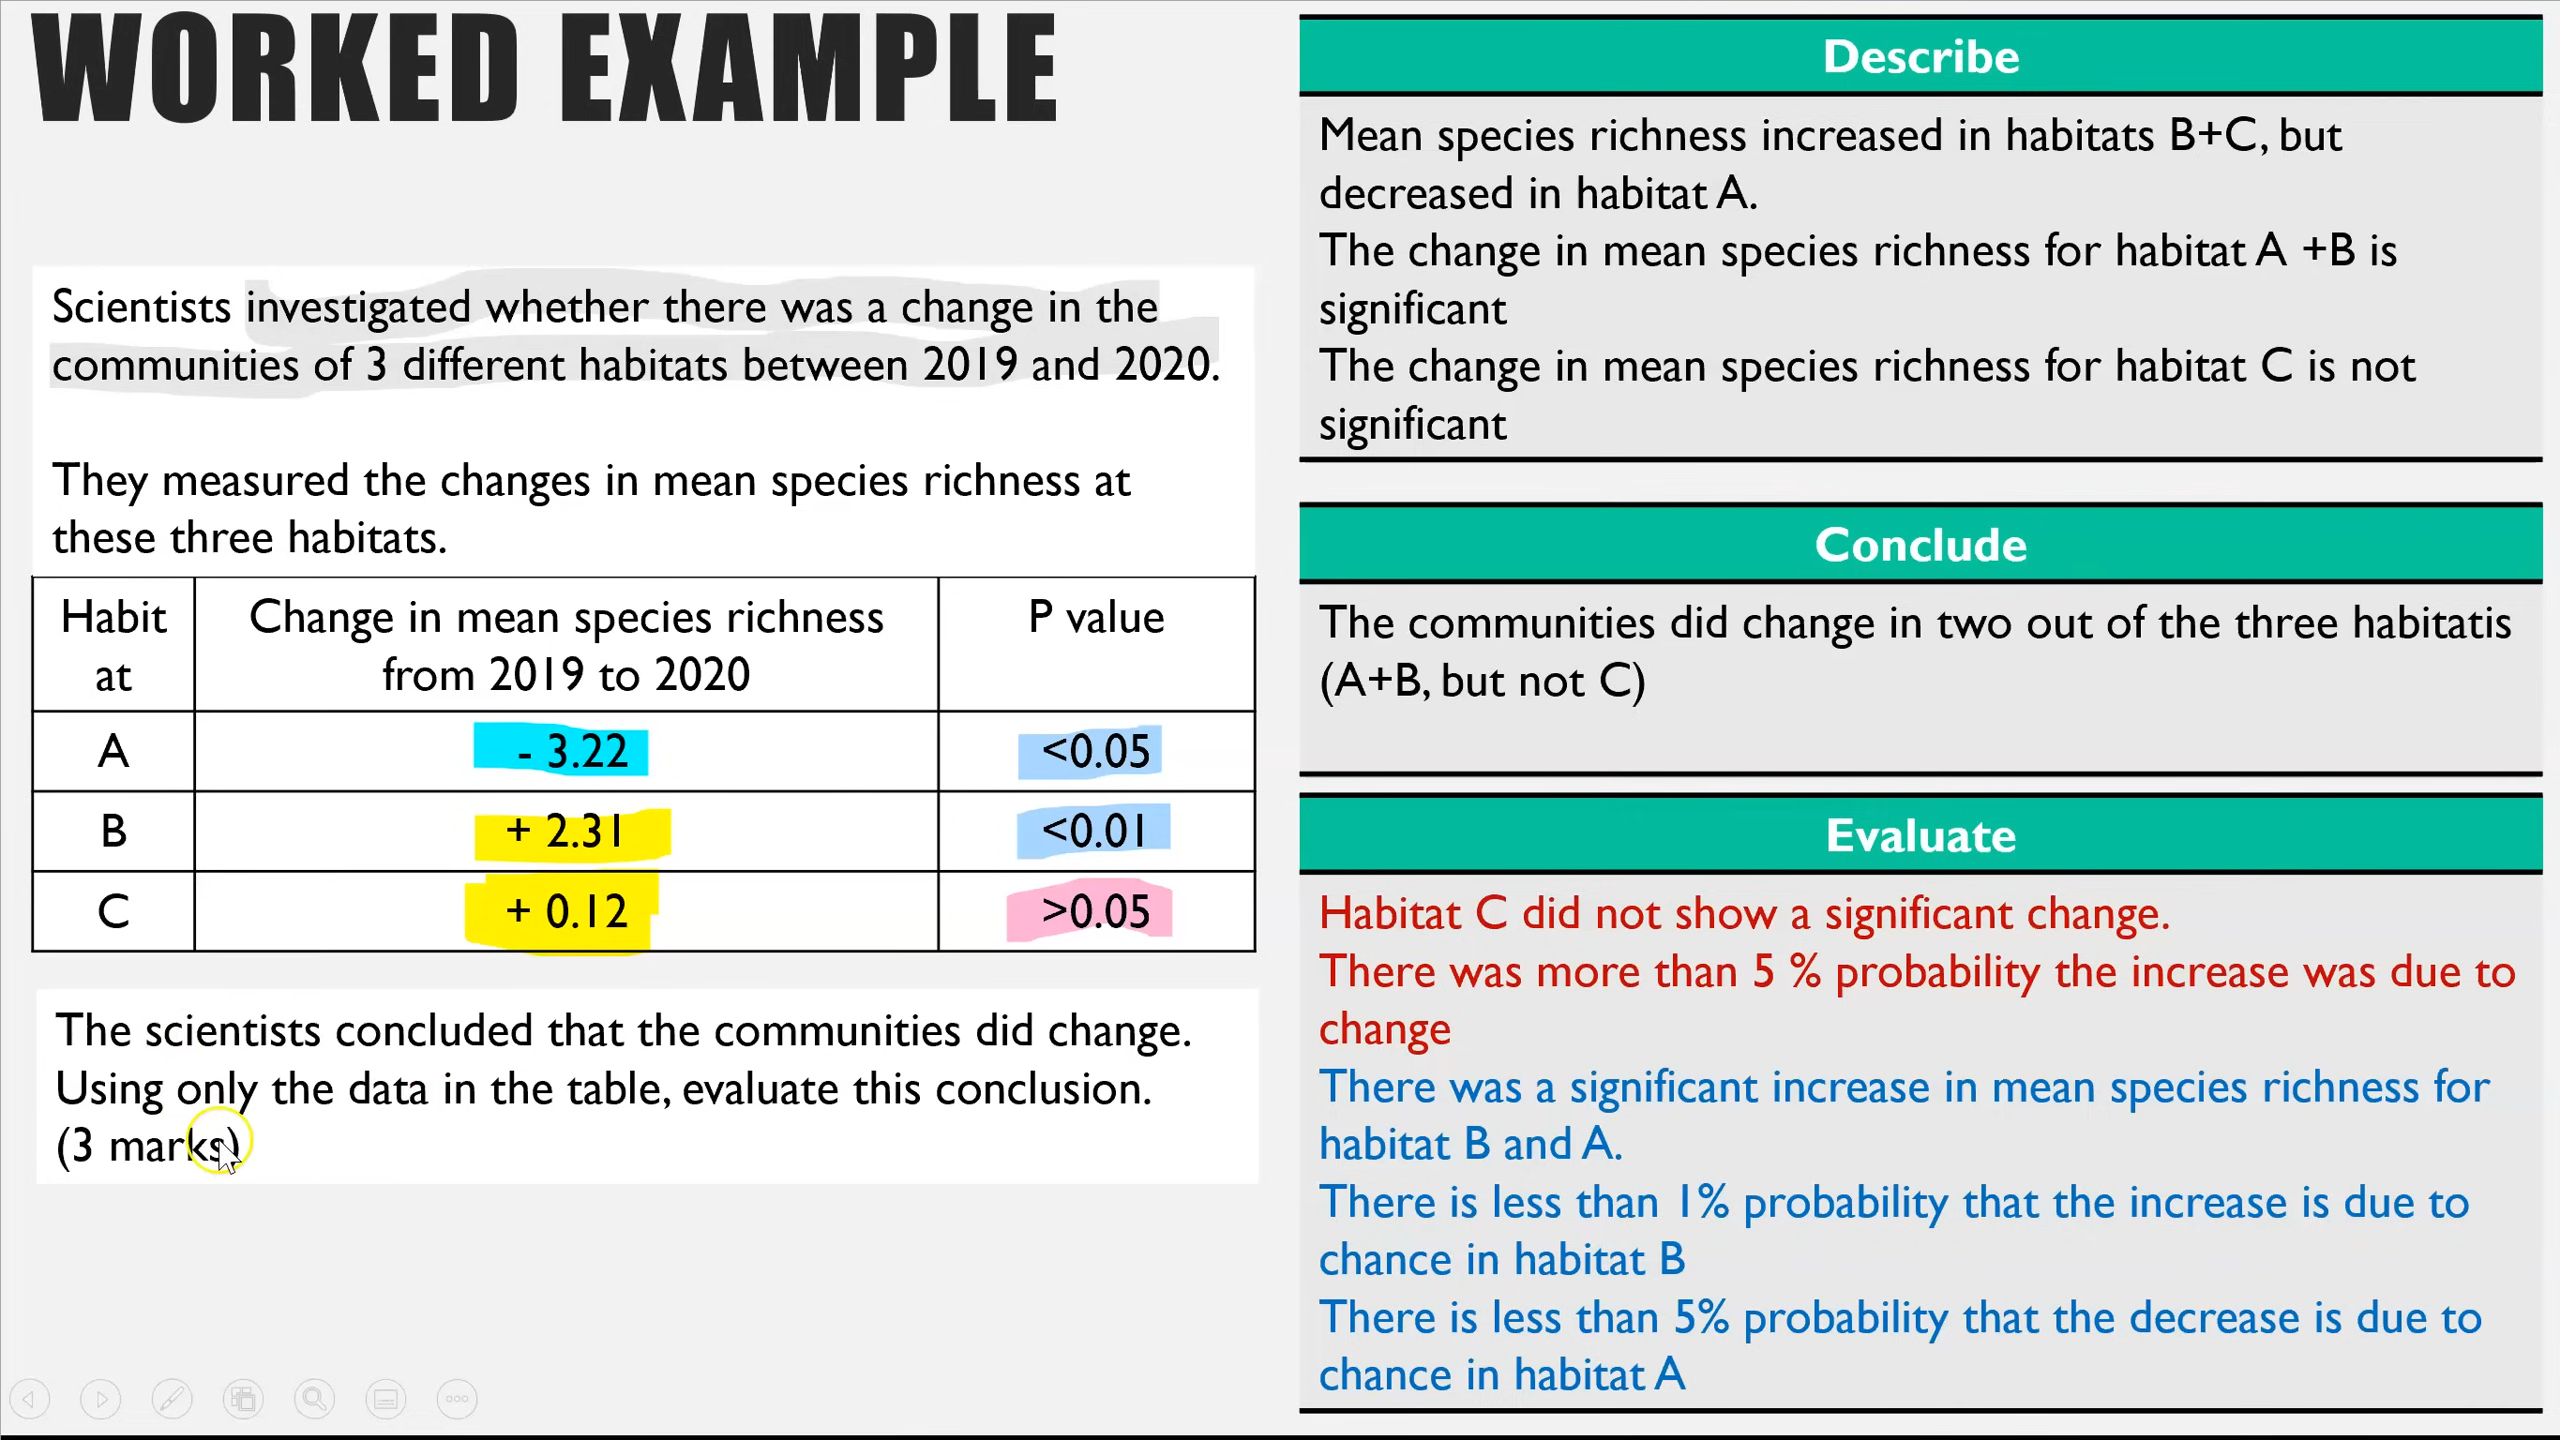 WORKED EXAMPLE
Scientists investigated whether there was a change in the
communities of 3 different habitats between 2019 and 2020.
They measured the changes in mean species richness at
these three habitats.
Habit
at
Change in mean species richness
from 2019 to 2020
P value
A
- 3.22
<0.05
B
+ 2.31
<0.01
C
+ 0.12
>0.05
The scientists concluded that the communities did change.
Using only the data in the table, evaluate this conclusion.
(3 marks)
Describe
Mean species richness increased in habitats B+C, but
decreased in habitat A.
The change in mean species richness for habitat A +B is
significant
The change in mean species richness for habitat C is not
significant
Conclude
The communities did change in two out of the three habitatis
(A+B, but not C)
Evaluate
Habitat C did not show a significant change.
There was more than 5 % probability the increase was due to
change
There was a significant increase in mean species richness for
habitat B and A.
There is less than 1% probability that the increase is due to
chance in habitat B
There is less than 5% probability that the decrease is due to
chance in habitat A